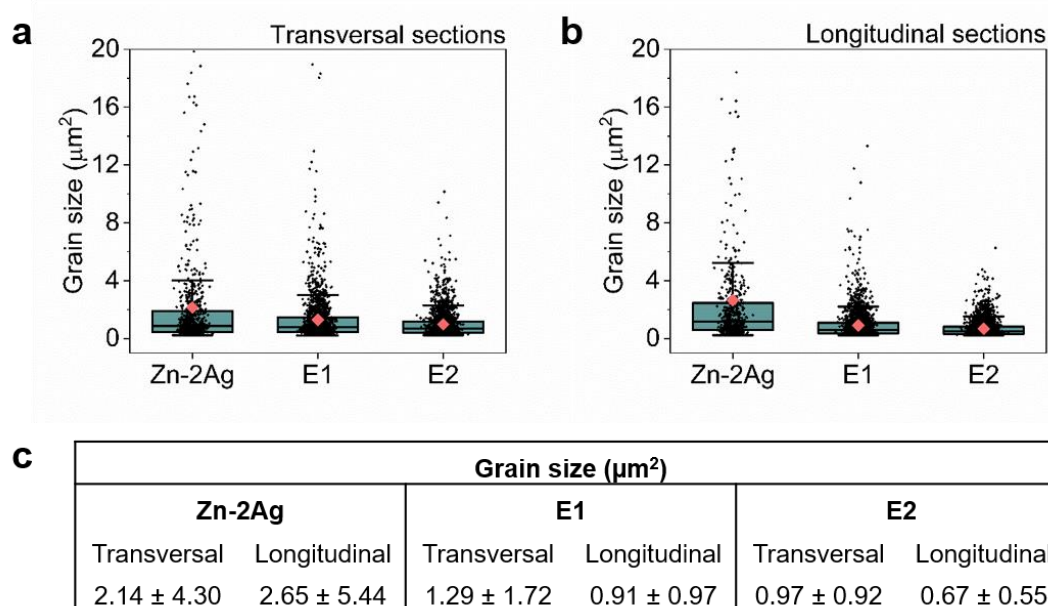 a
Transversal sections
20
16
12
8
4
0
Grain size (μm²)
Zn-2Ag E1 E2
b
Longitudinal sections
20
16
12
8
4
0
Grain size (μm²)
Zn-2Ag E1 E2
c
Grain size (μm²)
Zn-2Ag E1 E2
Transversal Longitudinal Transversal Longitudinal Transversal Longitudinal
2.14 ± 4.30 2.65 ± 5.44 1.29 ± 1.72 0.91 ± 0.97 0.97 ± 0.92 0.67 ± 0.55